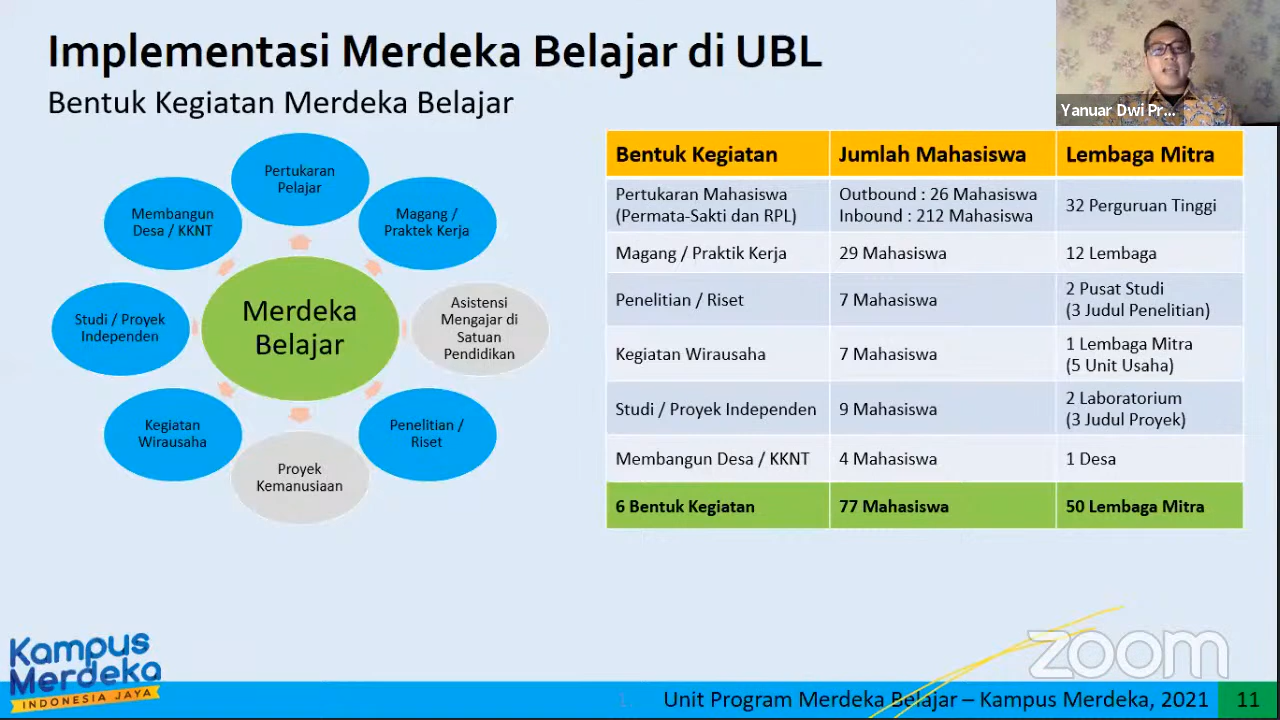 Implementasi Merdeka Belajar di UBL
Bentuk Kegiatan Merdeka Belajar
Yanuar Dwi Pr...
Pertukaran
Pelajar
Membangun
Desa / KKNT
Magang /
Praktek Kerja
Studi / Proyek
Independen
Merdeka
Belajar
Asistensi
Mengajar di
Satuan
Pendidikan
Kegiatan
Wirausaha
Penelitian /
Riset
Proyek
Kemanusiaan
Bentuk Kegiatan Jumlah Mahasiswa Lembaga Mitra
Pertukaran Mahasiswa Outbound : 26 Mahasiswa 32 Perguruan Tinggi
(Permata-Sakti dan RPL) Inbound : 212 Mahasiswa
Magang / Praktik Kerja 29 Mahasiswa 12 Lembaga
Penelitian / Riset 7 Mahasiswa 2 Pusat Studi
(3 Judul Penelitian)
Kegiatan Wirausaha 7 Mahasiswa 1 Lembaga Mitra
(5 Unit Usaha)
Studi / Proyek Independen 9 Mahasiswa 2 Laboratorium
(3 Judul Proyek)
Membangun Desa / KKNT 4 Mahasiswa 1 Desa
6 Bentuk Kegiatan 77 Mahasiswa 50 Lembaga Mitra
Kampus
Merdeka
INDONESIA JAYA
zoom
1. Unit Program Merdeka Belajar – Kampus Merdeka, 2021 11